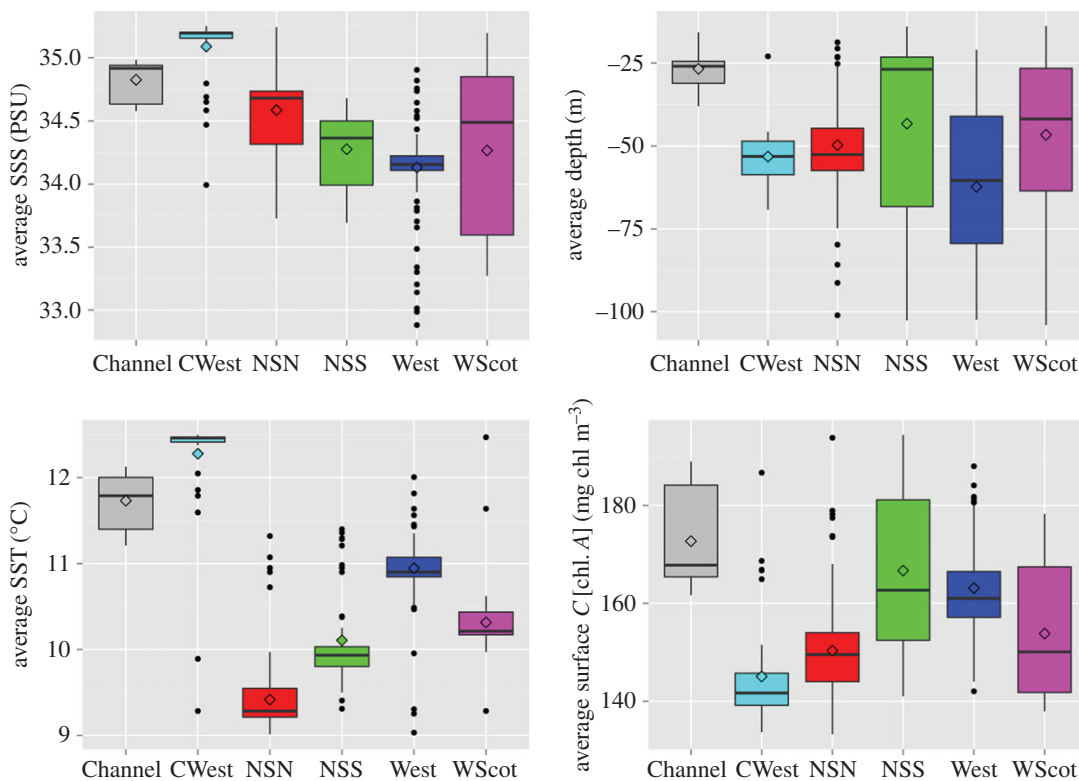 average SSS (PSU)
35.0
34.5
34.0
33.5
33.0
Channel CWest NSN NSS West WScot
average depth (m)
−25
−50
−75
−100
Channel CWest NSN NSS West WScot
average SST (°C)
12
11
10
9
Channel CWest NSN NSS West WScot
average surface C [chl. A] (mg chl m−3)
180
160
140
Channel CWest NSN NSS West WScot